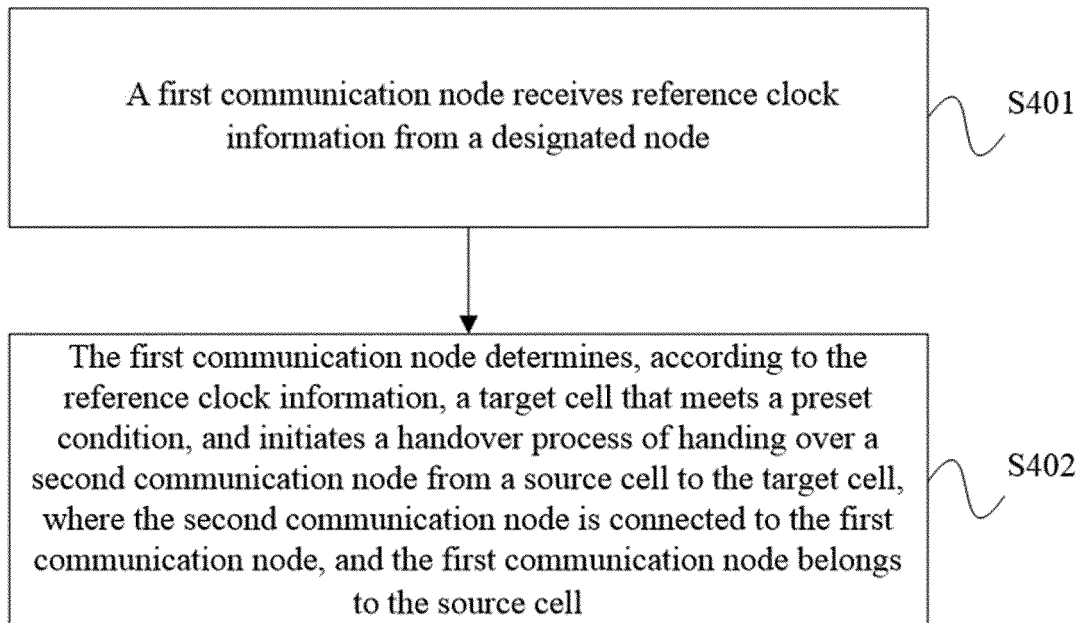 A first communication node receives reference clock
information from a designated node
S401
The first communication node determines, according to the
reference clock information, a target cell that meets a preset
condition, and initiates a handover process of handing over a
second communication node from a source cell to the target cell,
where the second communication node is connected to the first
communication node, and the first communication node belongs
to the source cell
S402